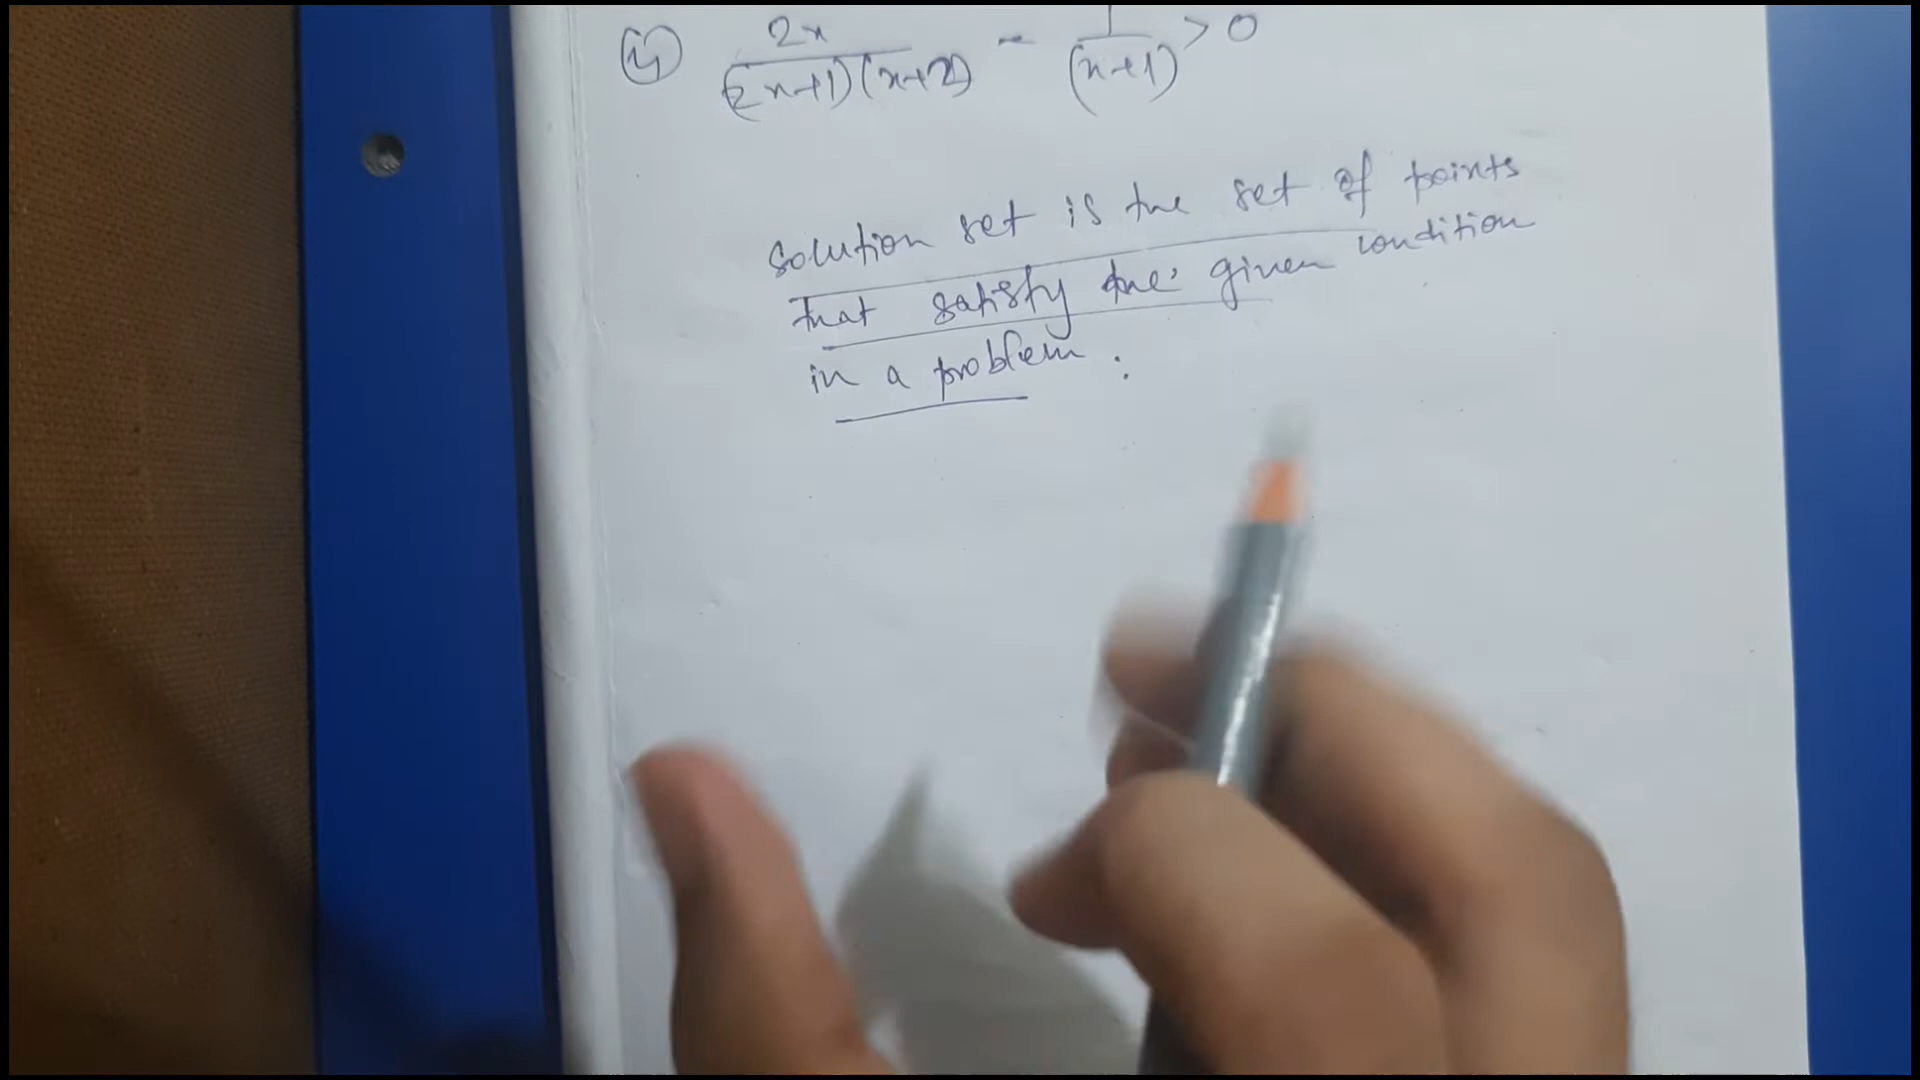 (ii) 2x/(2x+1)(x+2) - 1/(x+1) > 0
Solution set is the set of points
that satisfy the given condition
in a problem.